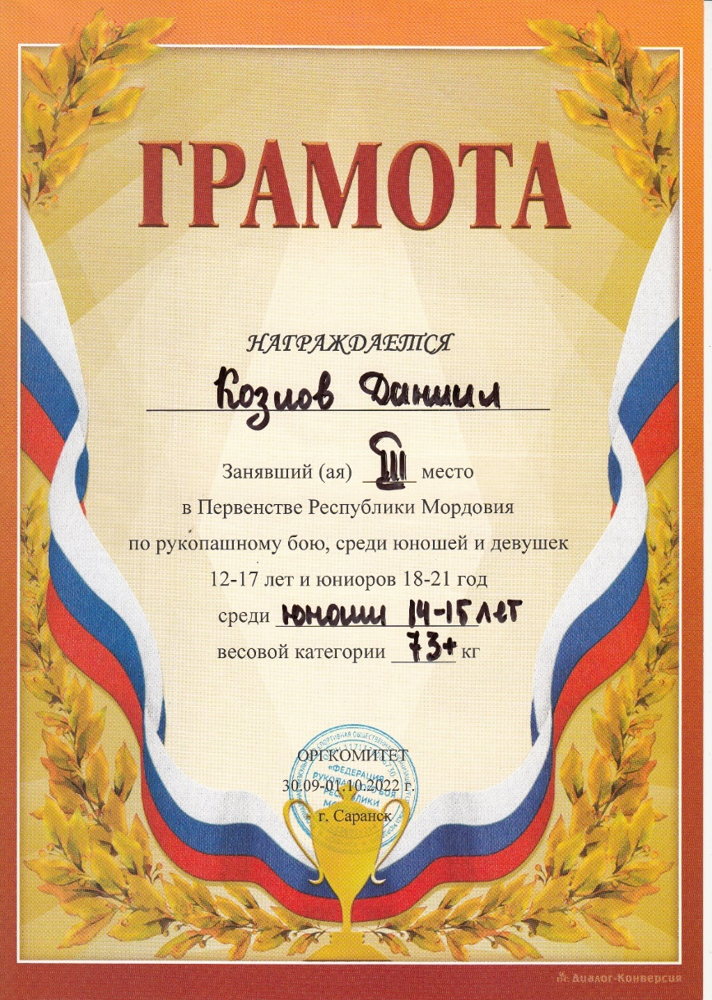 ГРАМОТА
НАГРАЖДАЕТСЯ
Козлов Даниил
Занявший (ая) III место
в Первенстве Республики Мордовия
по рукопашному бою, среди юношей и девушек
12-17 лет и юниоров 18-21 год
среди юноши 14-15 лет
весовой категории 73+ кг
ОРГКОМИТЕТ
30.09-01.10.2022 г.
г. Саранск
«ФЕДЕРАЦИЯ
РУКОПАШНОГО БОЯ
РЕСПУБЛИКИ
Диалог-Конверсия